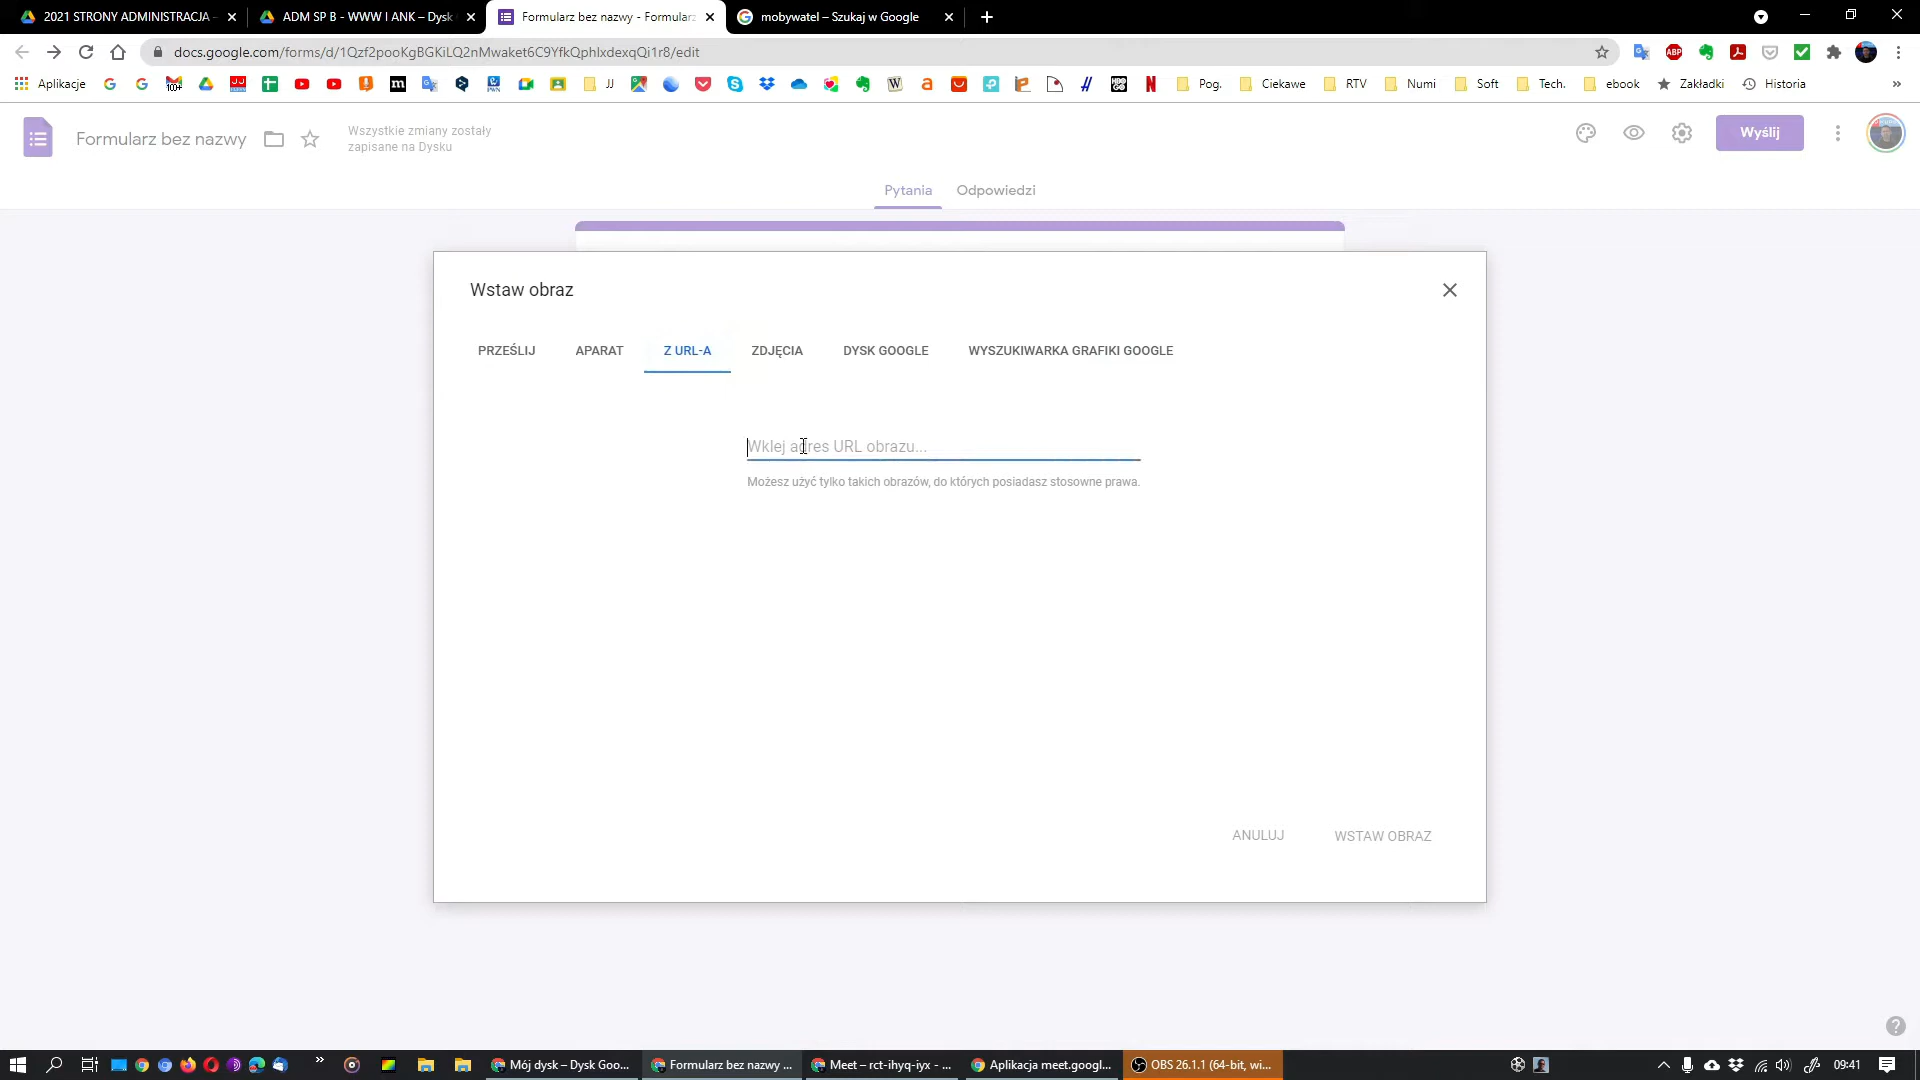 2021 STRONY ADMINISTRACJA -
ADM SP B - WWW I ANK – Dysk
Formularz bez nazwy - Formularz
mobywatel – Szukaj w Google
docs.google.com/forms/d/1Qzf2pooKgBGKiLQ2nMwaket6C9YfkQphlxdexqQi1r8/edit
Aplikacje
JJ
Pog.
Ciekawe
RTV
Numi
Soft
Tech.
ebook
Zakładki
Historia
Formularz bez nazwy
Wszystkie zmiany zostały
zapisane na Dysku
Wyślij
Pytania
Odpowiedzi
Wstaw obraz
PRZEŚLIJ
APARAT
Z URL-A
ZDJĘCIA
DYSK GOOGLE
WYSZUKIWARKA GRAFIKI GOOGLE
Wklej adres URL obrazu...
Możesz użyć tylko takich obrazów, do których posiadasz stosowne prawa.
ANULUJ
WSTAW OBRAZ
Mój dysk – Dysk Goo...
Formularz bez nazwy ...
Meet – rct-ihyq-iyx - ...
Aplikacja meet.googl...
OBS 26.1.1 (64-bit, wi...
09:41